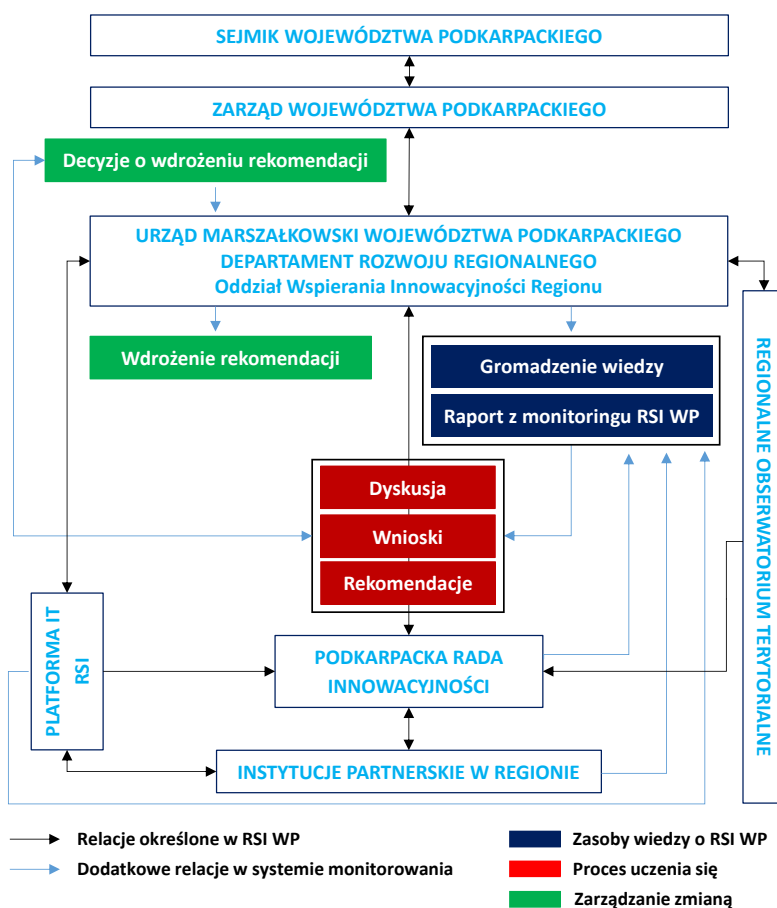 SEJMIK WOJEWÓDZTWA PODKARPACKIEGO
ZARZĄD WOJEWÓDZTWA PODKARPACKIEGO
Decyzje o wdrożeniu rekomendacji
URZĄD MARSZAŁKOWSKI WOJEWÓDZTWA PODKARPACKIEGO
DEPARTAMENT ROZWOJU REGIONALNEGO
Oddział Wspierania Innowacyjności Regionu
Wdrożenie rekomendacji
Gromadzenie wiedzy
Raport z monitoringu RSI WP
REGIONALNE OBSERWATORIUM TERYTORIALNE
Dyskusja
Wnioski
Rekomendacje
PLATFORMA IT
RSI
PODKARPACKA RADA
INNOWACYJNOŚCI
INSTYTUCJE PARTNERSKIE W REGIONIE
Relacje określone w RSI WP
Dodatkowe relacje w systemie monitorowania
Zasoby wiedzy o RSI WP
Proces uczenia się
Zarządzanie zmianą